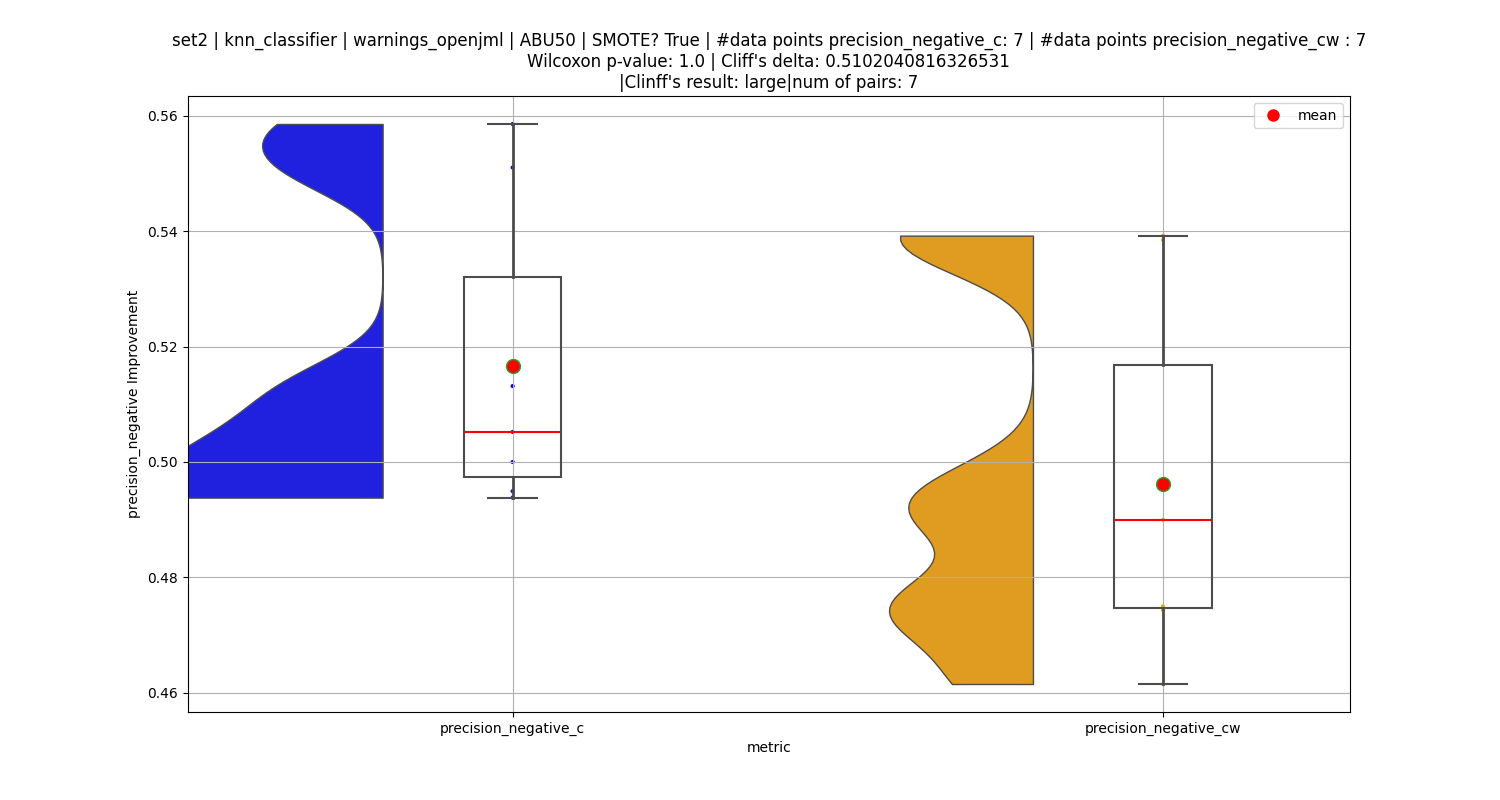 set2 | knn_classifier | warnings_openjml | ABU50 | SMOTE? True | #data points precision_negative_c: 7 | #data points precision_negative_cw : 7
Wilcoxon p-value: 1.0 | Cliff's delta: 0.5102040816326531
|Clinff's result: large|num of pairs: 7
mean
0.56
0.54
0.52
0.50
0.48
0.46
precision_negative Improvement
precision_negative_c
precision_negative_cw
metric